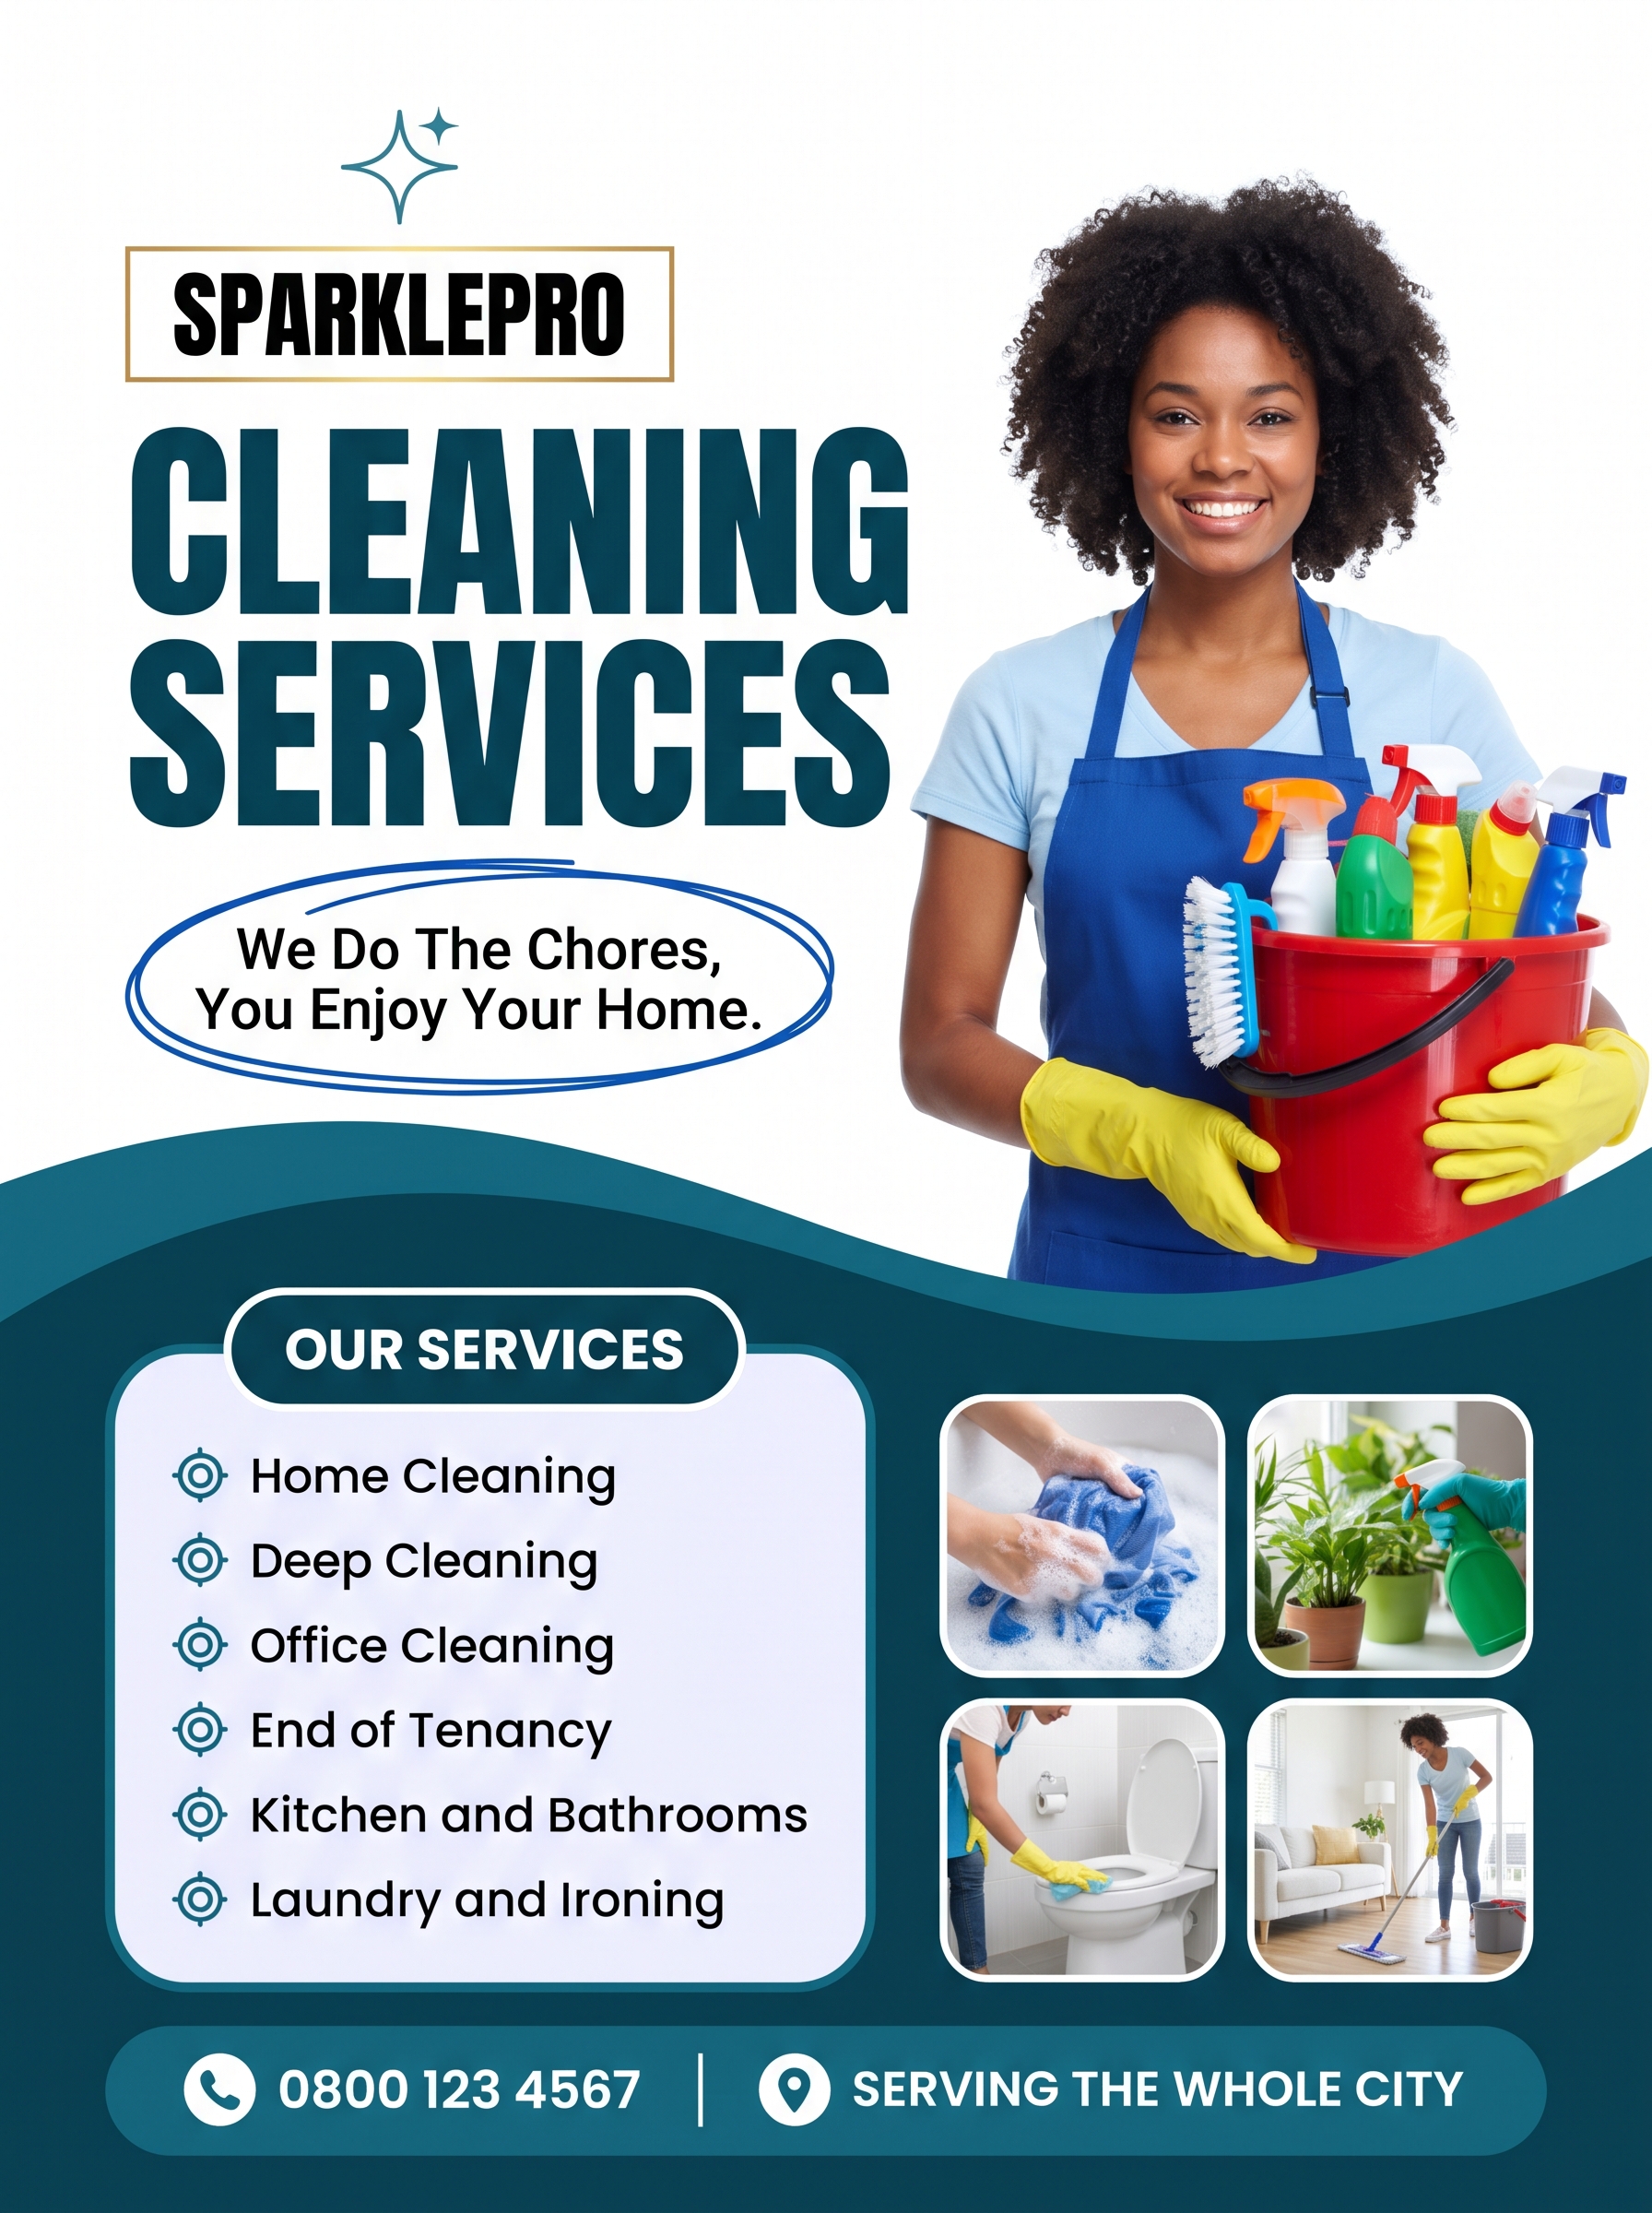 SPARKLEPRO
CLEANING
SERVICES
We Do The Chores,
You Enjoy Your Home.
OUR SERVICES
Home Cleaning
Deep Cleaning
Office Cleaning
End of Tenancy
Kitchen and Bathrooms
Laundry and Ironing
0800 123 4567
SERVING THE WHOLE CITY